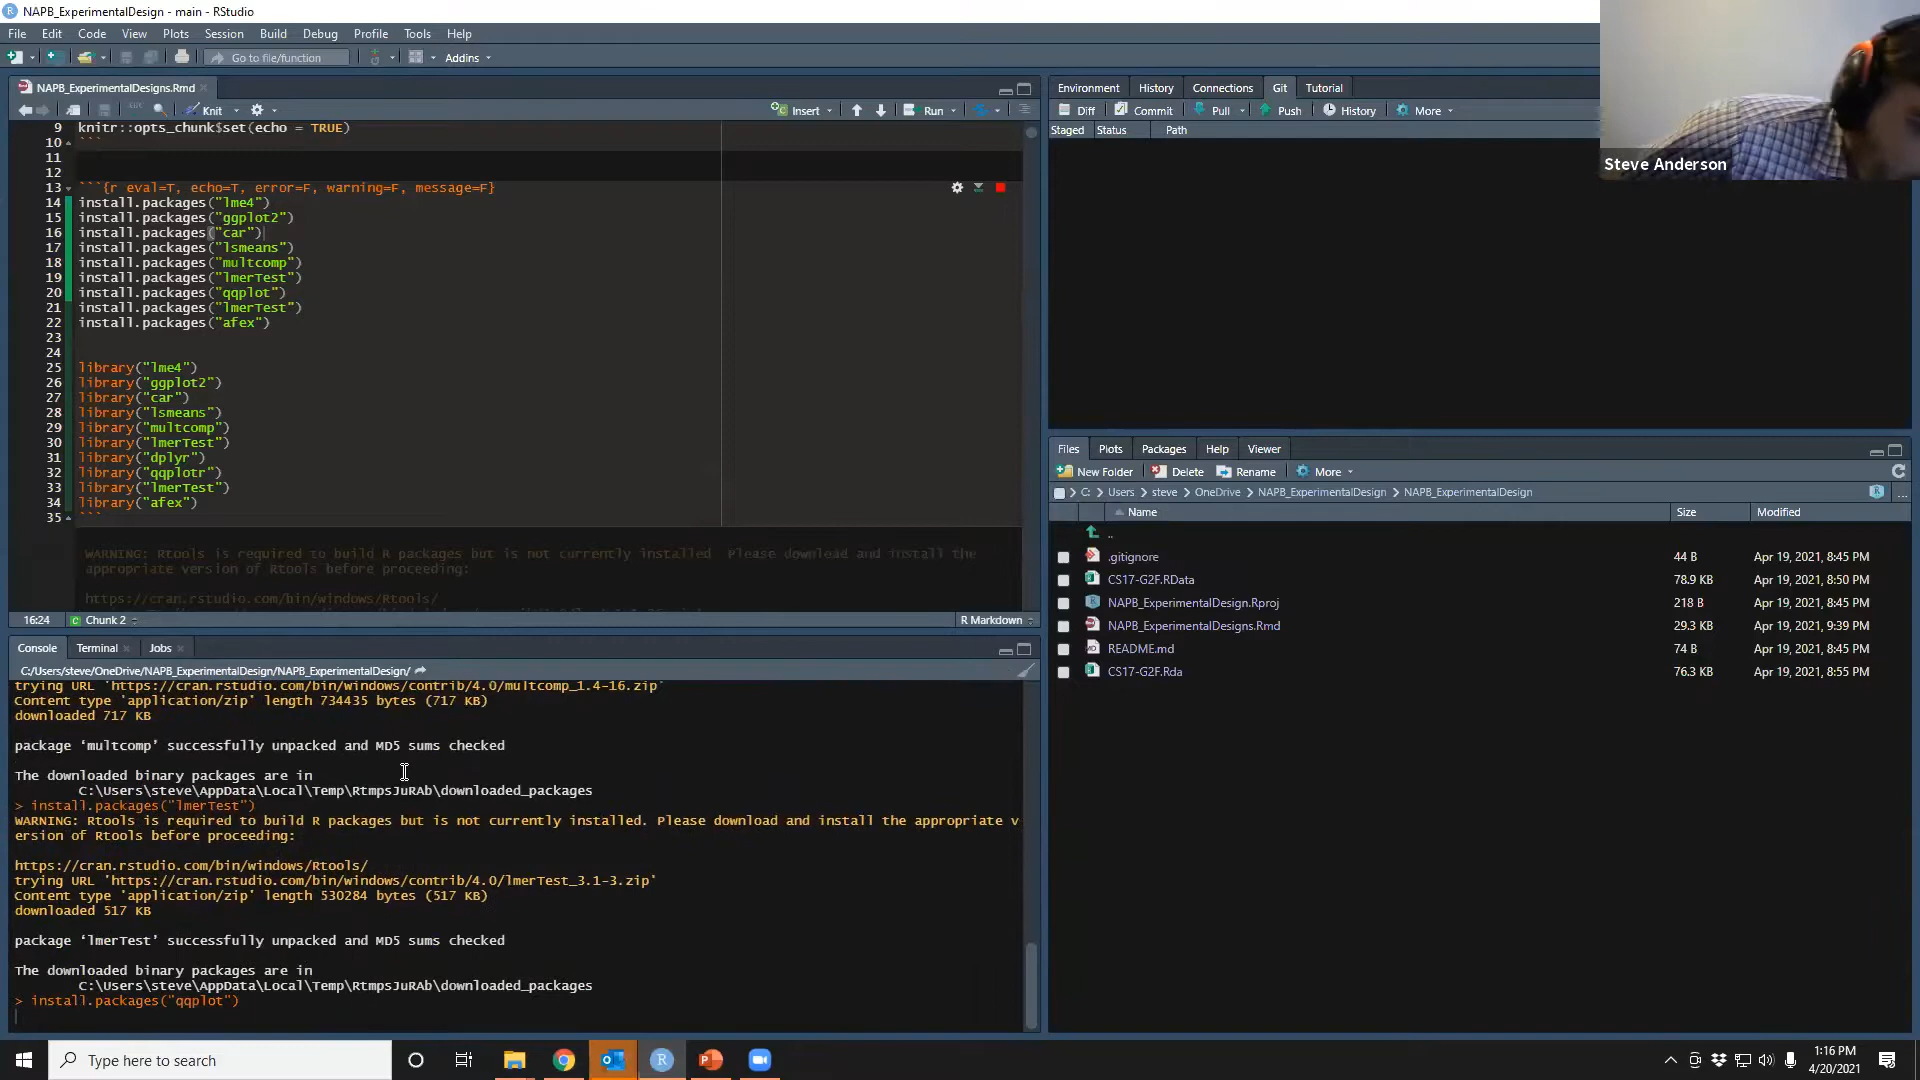 NAPB_ExperimentalDesign - main - RStudio
File Edit Code View Plots Session Build Debug Profile Tools Help
Go to file/function Addins
NAPB_ExperimentalDesigns.Rmd
Knit Insert Run
9 knitr::opts_chunk$set(echo = TRUE)
10 ```
11
12
13 ```{r eval=T, echo=T, error=F, warning=F, message=F}
14 install.packages("lme4")
15 install.packages("ggplot2")
16 install.packages("car")
17 install.packages("lsmeans")
18 install.packages("multcomp")
19 install.packages("lmerTest")
20 install.packages("qqplot")
21 install.packages("lmerTest")
22 install.packages("afex")
23
24
25 library("lme4")
26 library("ggplot2")
27 library("car")
28 library("lsmeans")
29 library("multcomp")
30 library("lmerTest")
31 library("dplyr")
32 library("qqplotr")
33 library("lmerTest")
34 library("afex")
35 ```
WARNING: Rtools is required to build R packages but is not currently installed. Please download and install the
appropriate version of Rtools before proceeding:
https://cran.rstudio.com/bin/windows/Rtools/
16:24 Chunk 2 R Markdown
Console Terminal Jobs
C:/Users/steve/OneDrive/NAPB_ExperimentalDesign/NAPB_ExperimentalDesign/
trying URL 'https://cran.rstudio.com/bin/windows/contrib/4.0/multcomp_1.4-16.zip'
Content type 'application/zip' length 734435 bytes (717 KB)
downloaded 717 KB
package ‘multcomp’ successfully unpacked and MD5 sums checked
The downloaded binary packages are in
C:\Users\steve\AppData\Local\Temp\RtmpsJuRAb\downloaded_packages
> install.packages("lmerTest")
WARNING: Rtools is required to build R packages but is not currently installed. Please download and install the appropriate v
ersion of Rtools before proceeding:
https://cran.rstudio.com/bin/windows/Rtools/
trying URL 'https://cran.rstudio.com/bin/windows/contrib/4.0/lmerTest_3.1-3.zip'
Content type 'application/zip' length 530284 bytes (517 KB)
downloaded 517 KB
package ‘lmerTest’ successfully unpacked and MD5 sums checked
The downloaded binary packages are in
C:\Users\steve\AppData\Local\Temp\RtmpsJuRAb\downloaded_packages
> install.packages("qqplot")
Environment History Connections Git Tutorial
Diff Commit Pull Push History More
Staged Status Path
Steve Anderson
Files Plots Packages Help Viewer
New Folder Delete Rename More
C: Users steve OneDrive NAPB_ExperimentalDesign NAPB_ExperimentalDesign ...
Name Size Modified
..
.gitignore 44 B Apr 19, 2021, 8:45 PM
CS17-G2F.RData 78.9 KB Apr 19, 2021, 8:50 PM
NAPB_ExperimentalDesign.Rproj 218 B Apr 19, 2021, 8:45 PM
NAPB_ExperimentalDesigns.Rmd 29.3 KB Apr 19, 2021, 9:39 PM
README.md 74 B Apr 19, 2021, 8:45 PM
CS17-G2F.Rda 76.3 KB Apr 19, 2021, 8:55 PM
Type here to search
1:16 PM
4/20/2021